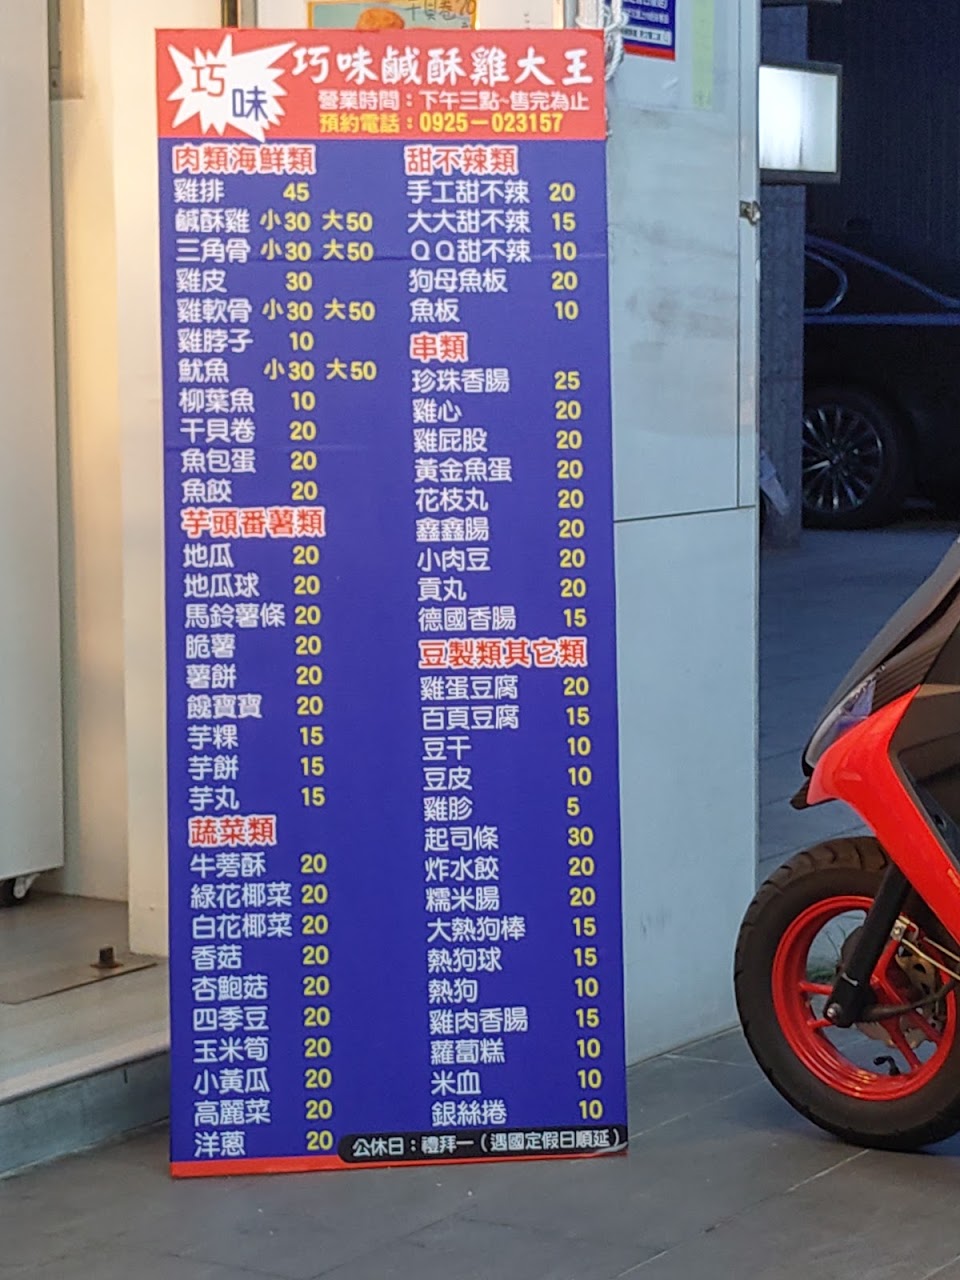 干貝卷 20
巧味
巧味鹹酥雞大王
營業時間：下午三點~售完為止
預約電話：0925－023157
肉類海鮮類
雞排 45
鹹酥雞 小30 大50
三角骨 小30 大50
雞皮 30
雞軟骨 小30 大50
雞脖子 10
魷魚 小30 大50
柳葉魚 10
干貝卷 20
魚包蛋 20
魚餃 20
芋頭番薯類
地瓜 20
地瓜球 20
馬鈴薯條 20
脆薯 20
薯餅 20
餽寶寶 20
芋粿 15
芋餅 15
芋丸 15
蔬菜類
牛蒡酥 20
綠花椰菜 20
白花椰菜 20
香菇 20
杏鮑菇 20
四季豆 20
玉米筍 20
小黃瓜 20
高麗菜 20
洋蔥 20
甜不辣類
手工甜不辣 20
大大甜不辣 15
QQ甜不辣 10
狗母魚板 20
魚板 10
串類
珍珠香腸 25
雞心 20
雞屁股 20
黃金魚蛋 20
花枝丸 20
鑫鑫腸 20
小肉豆 20
貢丸 20
德國香腸 15
豆製類其它類
雞蛋豆腐 20
百頁豆腐 15
豆干 10
豆皮 10
雞胗 5
起司條 30
炸水餃 20
糯米腸 20
大熱狗棒 15
熱狗球 15
熱狗 10
雞肉香腸 15
蘿蔔糕 10
米血 10
銀絲捲 10
公休日：禮拜一（遇國定假日順延）